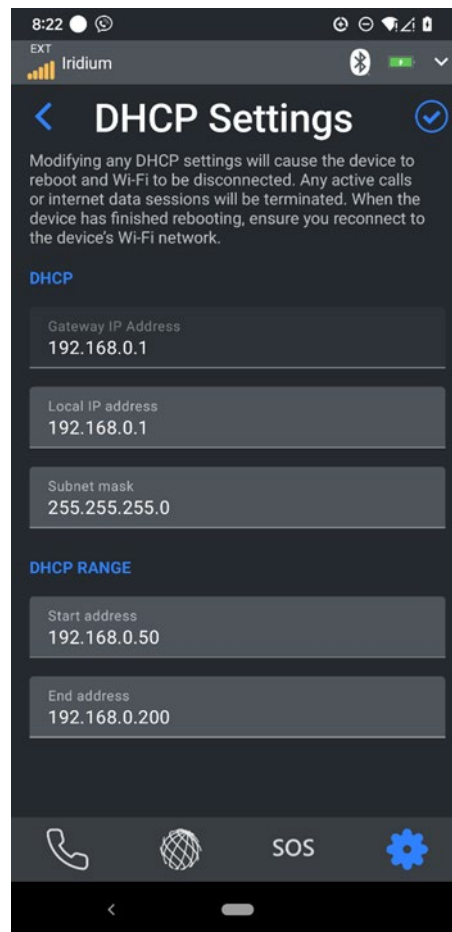 8:22
EXT
Iridium
DHCP Settings
Modifying any DHCP settings will cause the device to
reboot and Wi-Fi to be disconnected. Any active calls
or internet data sessions will be terminated. When the
device has finished rebooting, ensure you reconnect to
the device's Wi-Fi network.
DHCP
Gateway IP Address
192.168.0.1
Local IP address
192.168.0.1
Subnet mask
255.255.255.0
DHCP RANGE
Start address
192.168.0.50
End address
192.168.0.200
SOS